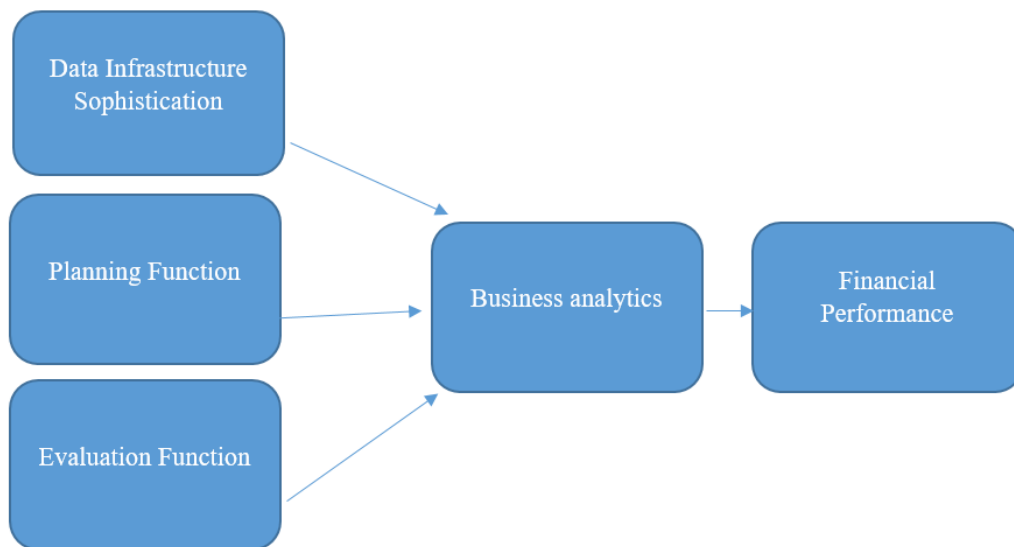 Data Infrastructure
Sophistication
Planning Function
Evaluation Function
Business analytics
Financial
Performance